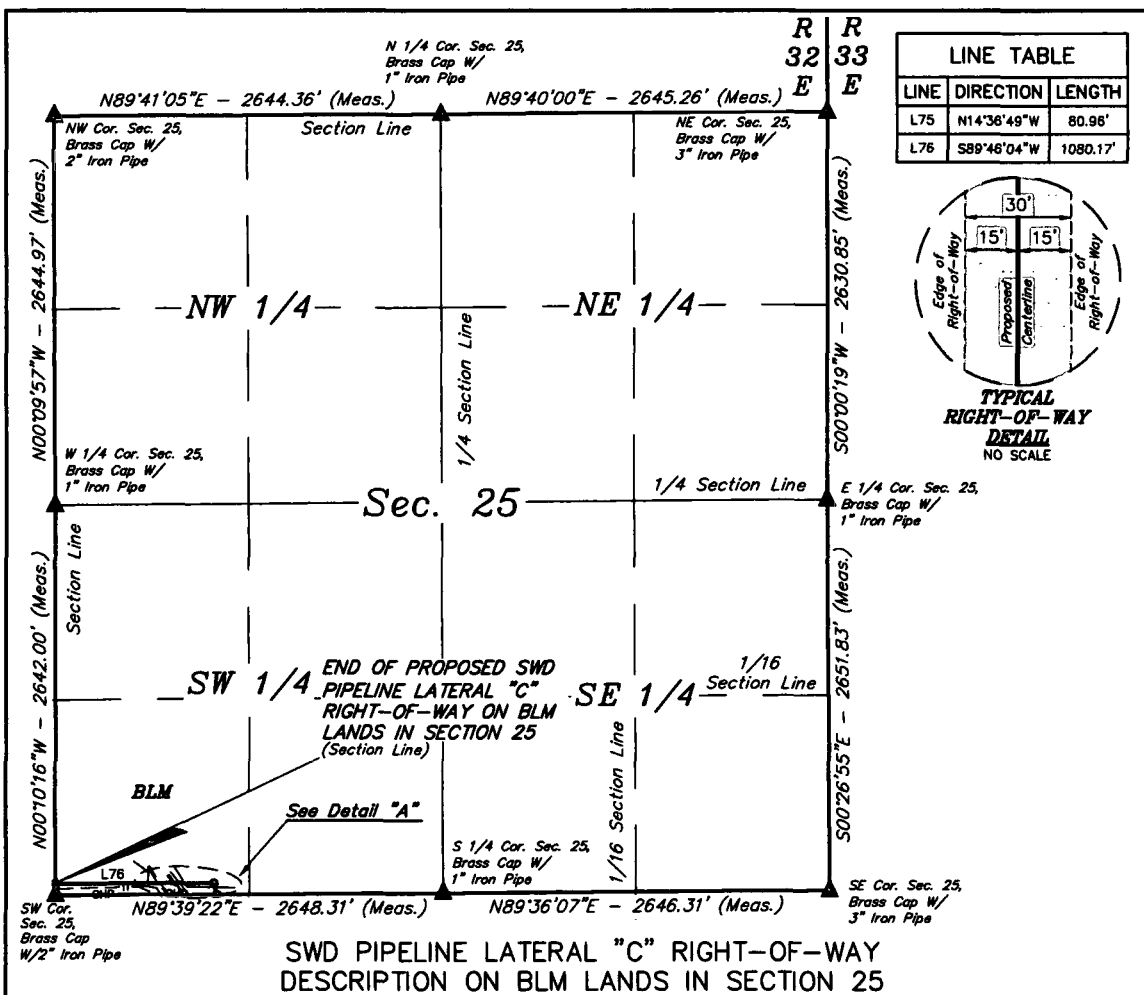 R R
32 33
E E
N 1/4 Cor. Sec. 25,
Brass Cap W/
1" Iron Pipe
N89°41'05"E - 2644.36' (Meas.)
N89°40'00"E - 2645.26' (Meas.)
Section Line
NW Cor. Sec. 25,
Brass Cap W/
2" Iron Pipe
NE Cor. Sec. 25,
Brass Cap W/
3" Iron Pipe
LINE TABLE
LINE DIRECTION LENGTH
L75 N14°36'49"W 80.96'
L76 S89°46'04"W 1080.17'
30'
15' 15'
Edge of
Right-of-Way
Proposed
Centerline
Edge of
Right-of-Way
TYPICAL
RIGHT-OF-WAY
DETAIL
NO SCALE
N00°09'57"W - 2644.97' (Meas.)
NW 1/4
NE 1/4
S00°00'19"W - 2630.85' (Meas.)
1/4 Section Line
W 1/4 Cor. Sec. 25,
Brass Cap W/
1" Iron Pipe
Sec. 25
1/4 Section Line
E 1/4 Cor. Sec. 25,
Brass Cap W/
1" Iron Pipe
Section Line
N00°10'16"W - 2642.00' (Meas.)
SW 1/4
END OF PROPOSED SWD
PIPELINE LATERAL "C"
RIGHT-OF-WAY ON BLM
LANDS IN SECTION 25
(Section Line)
SE 1/4
1/16
Section Line
1/16 Section Line
S00°26'55"E - 2651.83' (Meas.)
BLM
See Detail "A"
L76
S 1/4 Cor. Sec. 25,
Brass Cap W/
1" Iron Pipe
SW Cor.
Sec. 25,
Brass Cap
W/2" Iron Pipe
N89°39'22"E - 2648.31' (Meas.)
N89°36'07"E - 2646.31' (Meas.)
SE Cor. Sec. 25,
Brass Cap W/
3" Iron Pipe
SWD PIPELINE LATERAL "C" RIGHT-OF-WAY
DESCRIPTION ON BLM LANDS IN SECTION 25